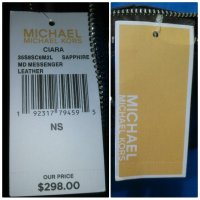 MICHAEL
MICHAEL KORS
CIARA
35S8SC6M2L SAPPHIRE
MD MESSENGER
LEATHER
1 92317 79459 5
NS
OUR PRICE
$298.00
MICHAEL
MICHAEL KORS